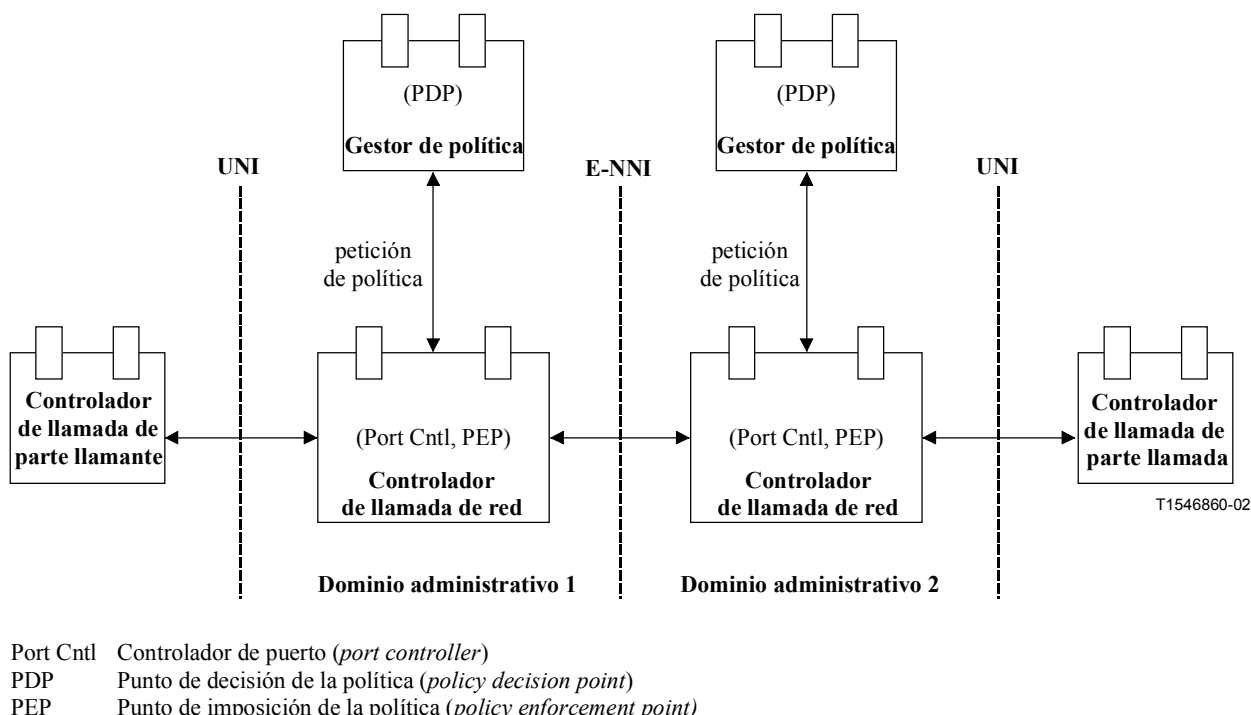 (PDP)
Gestor de política
(PDP)
Gestor de política
UNI
E-NNI
UNI
petición
de política
petición
de política
Controlador
de llamada de
parte llamante
(Port Cntl, PEP)
Controlador
de llamada de red
(Port Cntl, PEP)
Controlador
de llamada de red
Controlador
de llamada de
parte llamada
T1546860-02
Dominio administrativo 1
Dominio administrativo 2
Port Cntl Controlador de puerto (port controller)
PDP Punto de decisión de la política (policy decision point)
PEP Punto de imposición de la política (policy enforcement point)